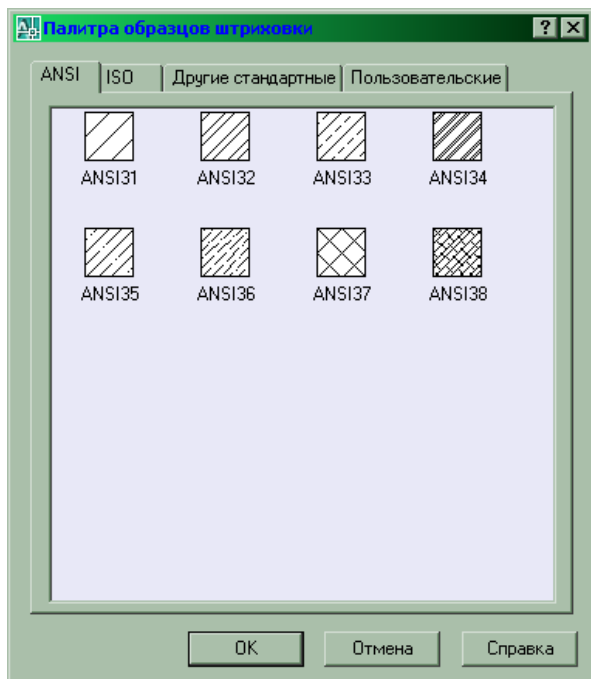 Палитра образцов штриховки
ANSI ISO Другие стандартные Пользовательские
ANSI31 ANSI32 ANSI33 ANSI34
ANSI35 ANSI36 ANSI37 ANSI38
OK Отмена Справка